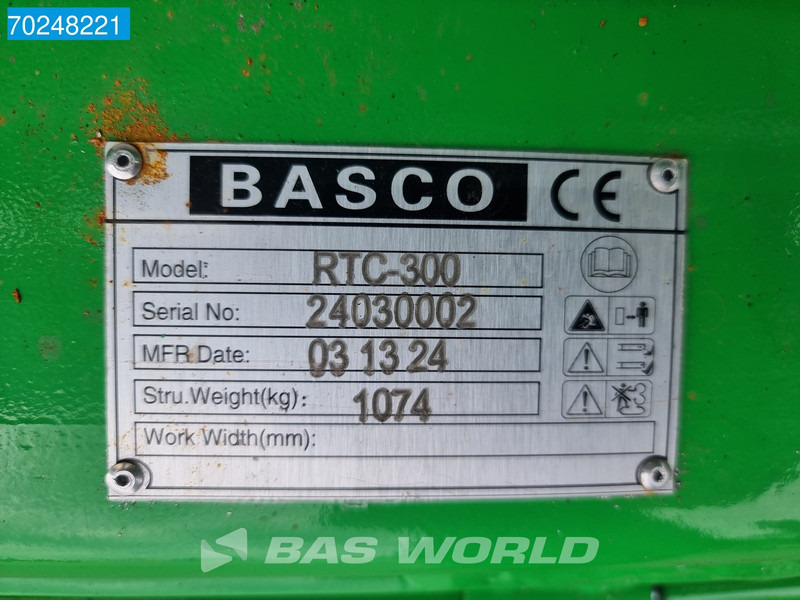 70248221
BASCO CE
Model: RTC-300
Serial No: 24030002
MFR Date: 03 13 24
Stru.Weight(kg): 1074
Work Width(mm):
BAS WORLD